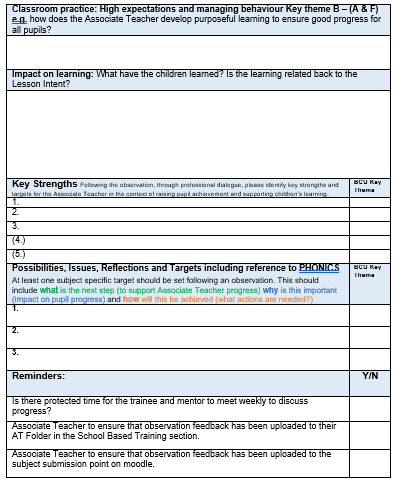 Classroom practice: High expectations and managing behaviour Key theme B – (A & F)
e.g. how does the Associate Teacher develop purposeful learning to ensure good progress for
all pupils?
Impact on learning: What have the children learned? Is the learning related back to the
Lesson Intent?
Key Strengths Following the observation, through professional dialogue, please identify key strengths and
targets for the Associate Teacher in the context of raising pupil achievement and supporting children's learning.
BCU Key
Theme
1.
2.
3.
(4.)
(5.)
Possibilities, Issues, Reflections and Targets including reference to PHONICS
At least one subject specific target should be set following an observation. This should
include what is the next step (to support Associate Teacher progress) why is this important
(impact on pupil progress) and how will this be achieved (what actions are needed?)
BCU Key
Theme
1.
2.
3.
Reminders: Y/N
Is there protected time for the trainee and mentor to meet weekly to discuss
progress?
Associate Teacher to ensure that observation feedback has been uploaded to their
AT Folder in the School Based Training section.
Associate Teacher to ensure that observation feedback has been uploaded to the
subject submission point on moodle.